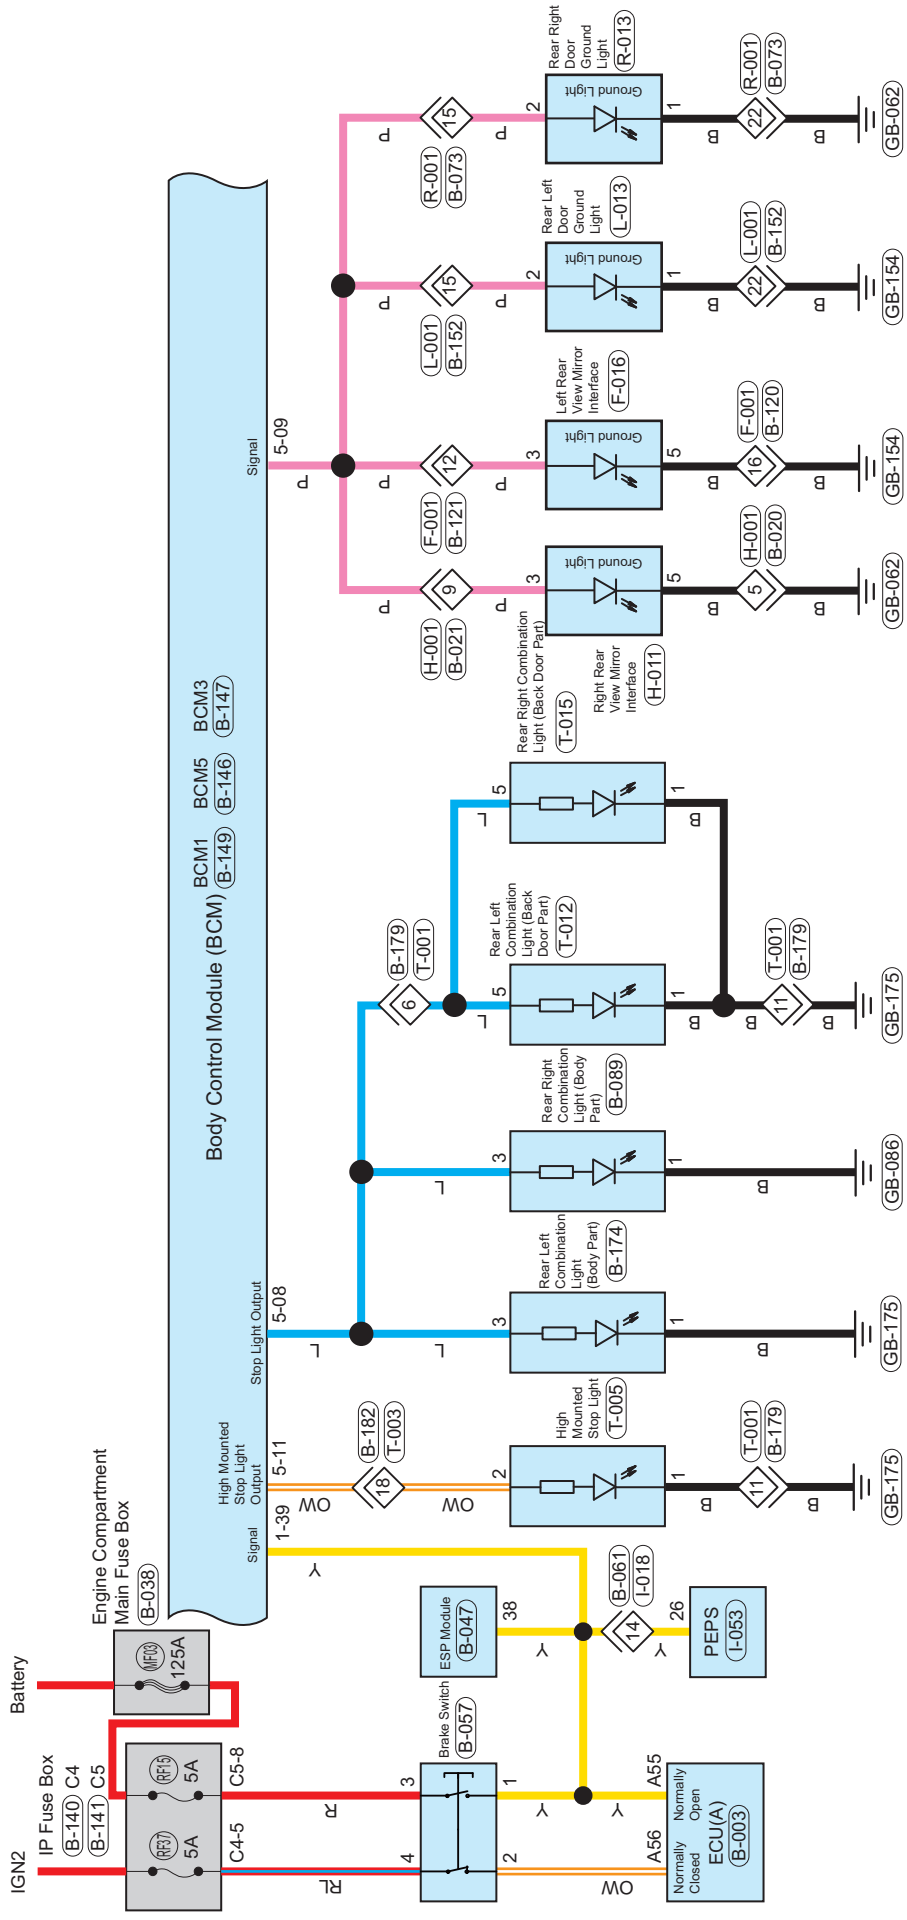 IGN2
Battery
IP Fuse Box
B-140 C4
B-141 C5
Engine Compartment
Main Fuse Box
B-038
RF37
5A
RF15
5A
MF03
125A
C4-5
C5-8
RL
R
Brake Switch
B-057
4
3
2
1
OW
Y
Y
A56
A55
Normally
Closed
Normally
Open
ECU(A)
B-003
ESP Module
B-047
38
Y
B-061
I-018
14
Y
26
PEPS
I-053
Body Control Module (BCM)
BCM1
B-149
BCM5
B-146
BCM3
B-147
Signal
1-39
Y
High Mounted
Stop Light
Output
5-11
OW
B-182
T-003
18
OW
2
High
Mounted
Stop Light
T-005
1
B
T-001
B-179
11
B
GB-175
Stop Light Output
5-08
L
L
3
Rear Left
Combination
Light
(Body Part)
B-174
1
B
GB-175
L
3
Rear Right
Combination
Light (Body
Part)
B-089
1
B
GB-086
B-179
T-001
6
L
5
Rear Left
Combination
Light (Back
Door Part)
T-012
1
B
B
T-001
B-179
11
B
GB-175
L
5
Rear Right Combination
Light (Back Door Part)
T-015
1
B
Signal
5-09
P
P
H-001
B-021
9
P
3
Ground Light
Right Rear
View Mirror
Interface
H-011
5
B
H-001
B-020
5
B
GB-062
P
F-001
B-121
12
P
3
Ground Light
Left Rear
View Mirror
Interface
F-016
5
B
F-001
B-120
16
B
GB-154
P
L-001
B-152
15
P
2
Ground Light
Rear Left
Door
Ground
Light
L-013
1
B
L-001
B-152
22
B
GB-154
P
R-001
B-073
15
P
2
Ground Light
Rear Right
Door
Ground
Light
R-013
1
B
R-001
B-073
22
B
GB-062